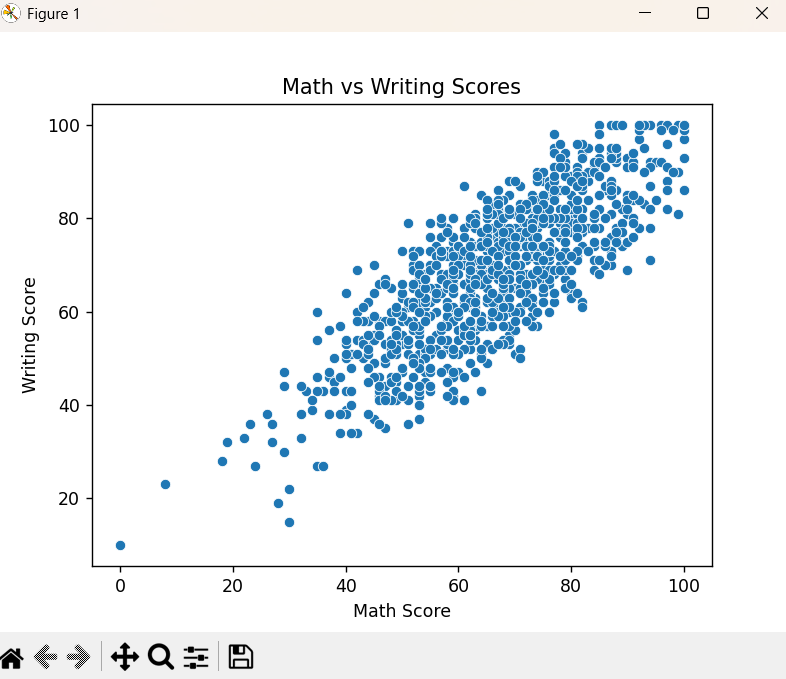 Figure 1
Math vs Writing Scores
100
80
60
40
20
Writing Score
0 20 40 60 80 100
Math Score